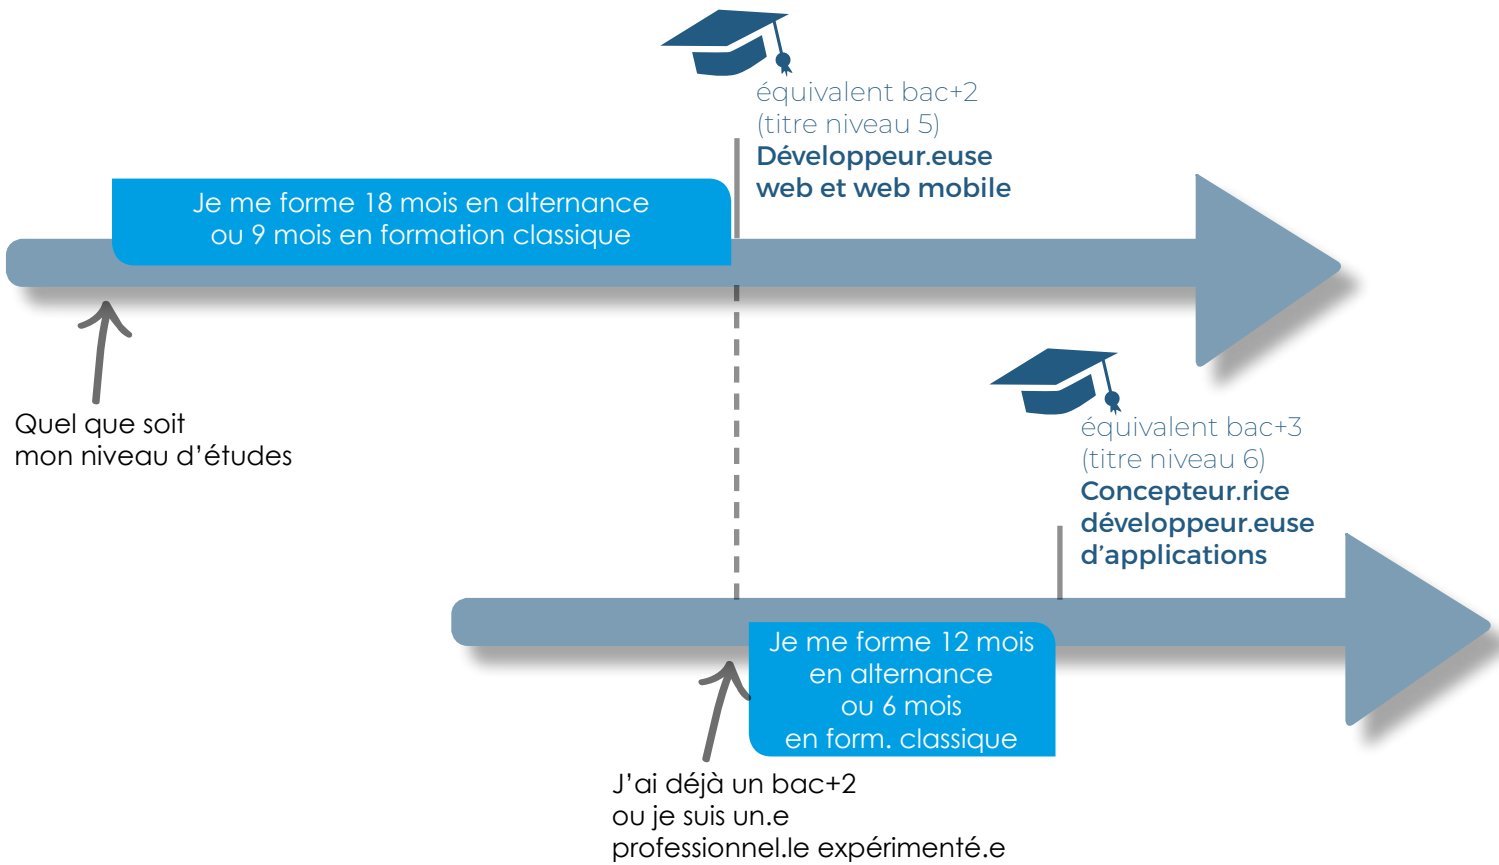 équivalent bac+2
(titre niveau 5)
Développeur.euse
web et web mobile
Je me forme 18 mois en alternance
ou 9 mois en formation classique
Quel que soit
mon niveau d’études
équivalent bac+3
(titre niveau 6)
Concepteur.rice
développeur.euse
d’applications
Je me forme 12 mois
en alternance
ou 6 mois
en form. classique
J’ai déjà un bac+2
ou je suis un.e
professionnel.le expérimenté.e